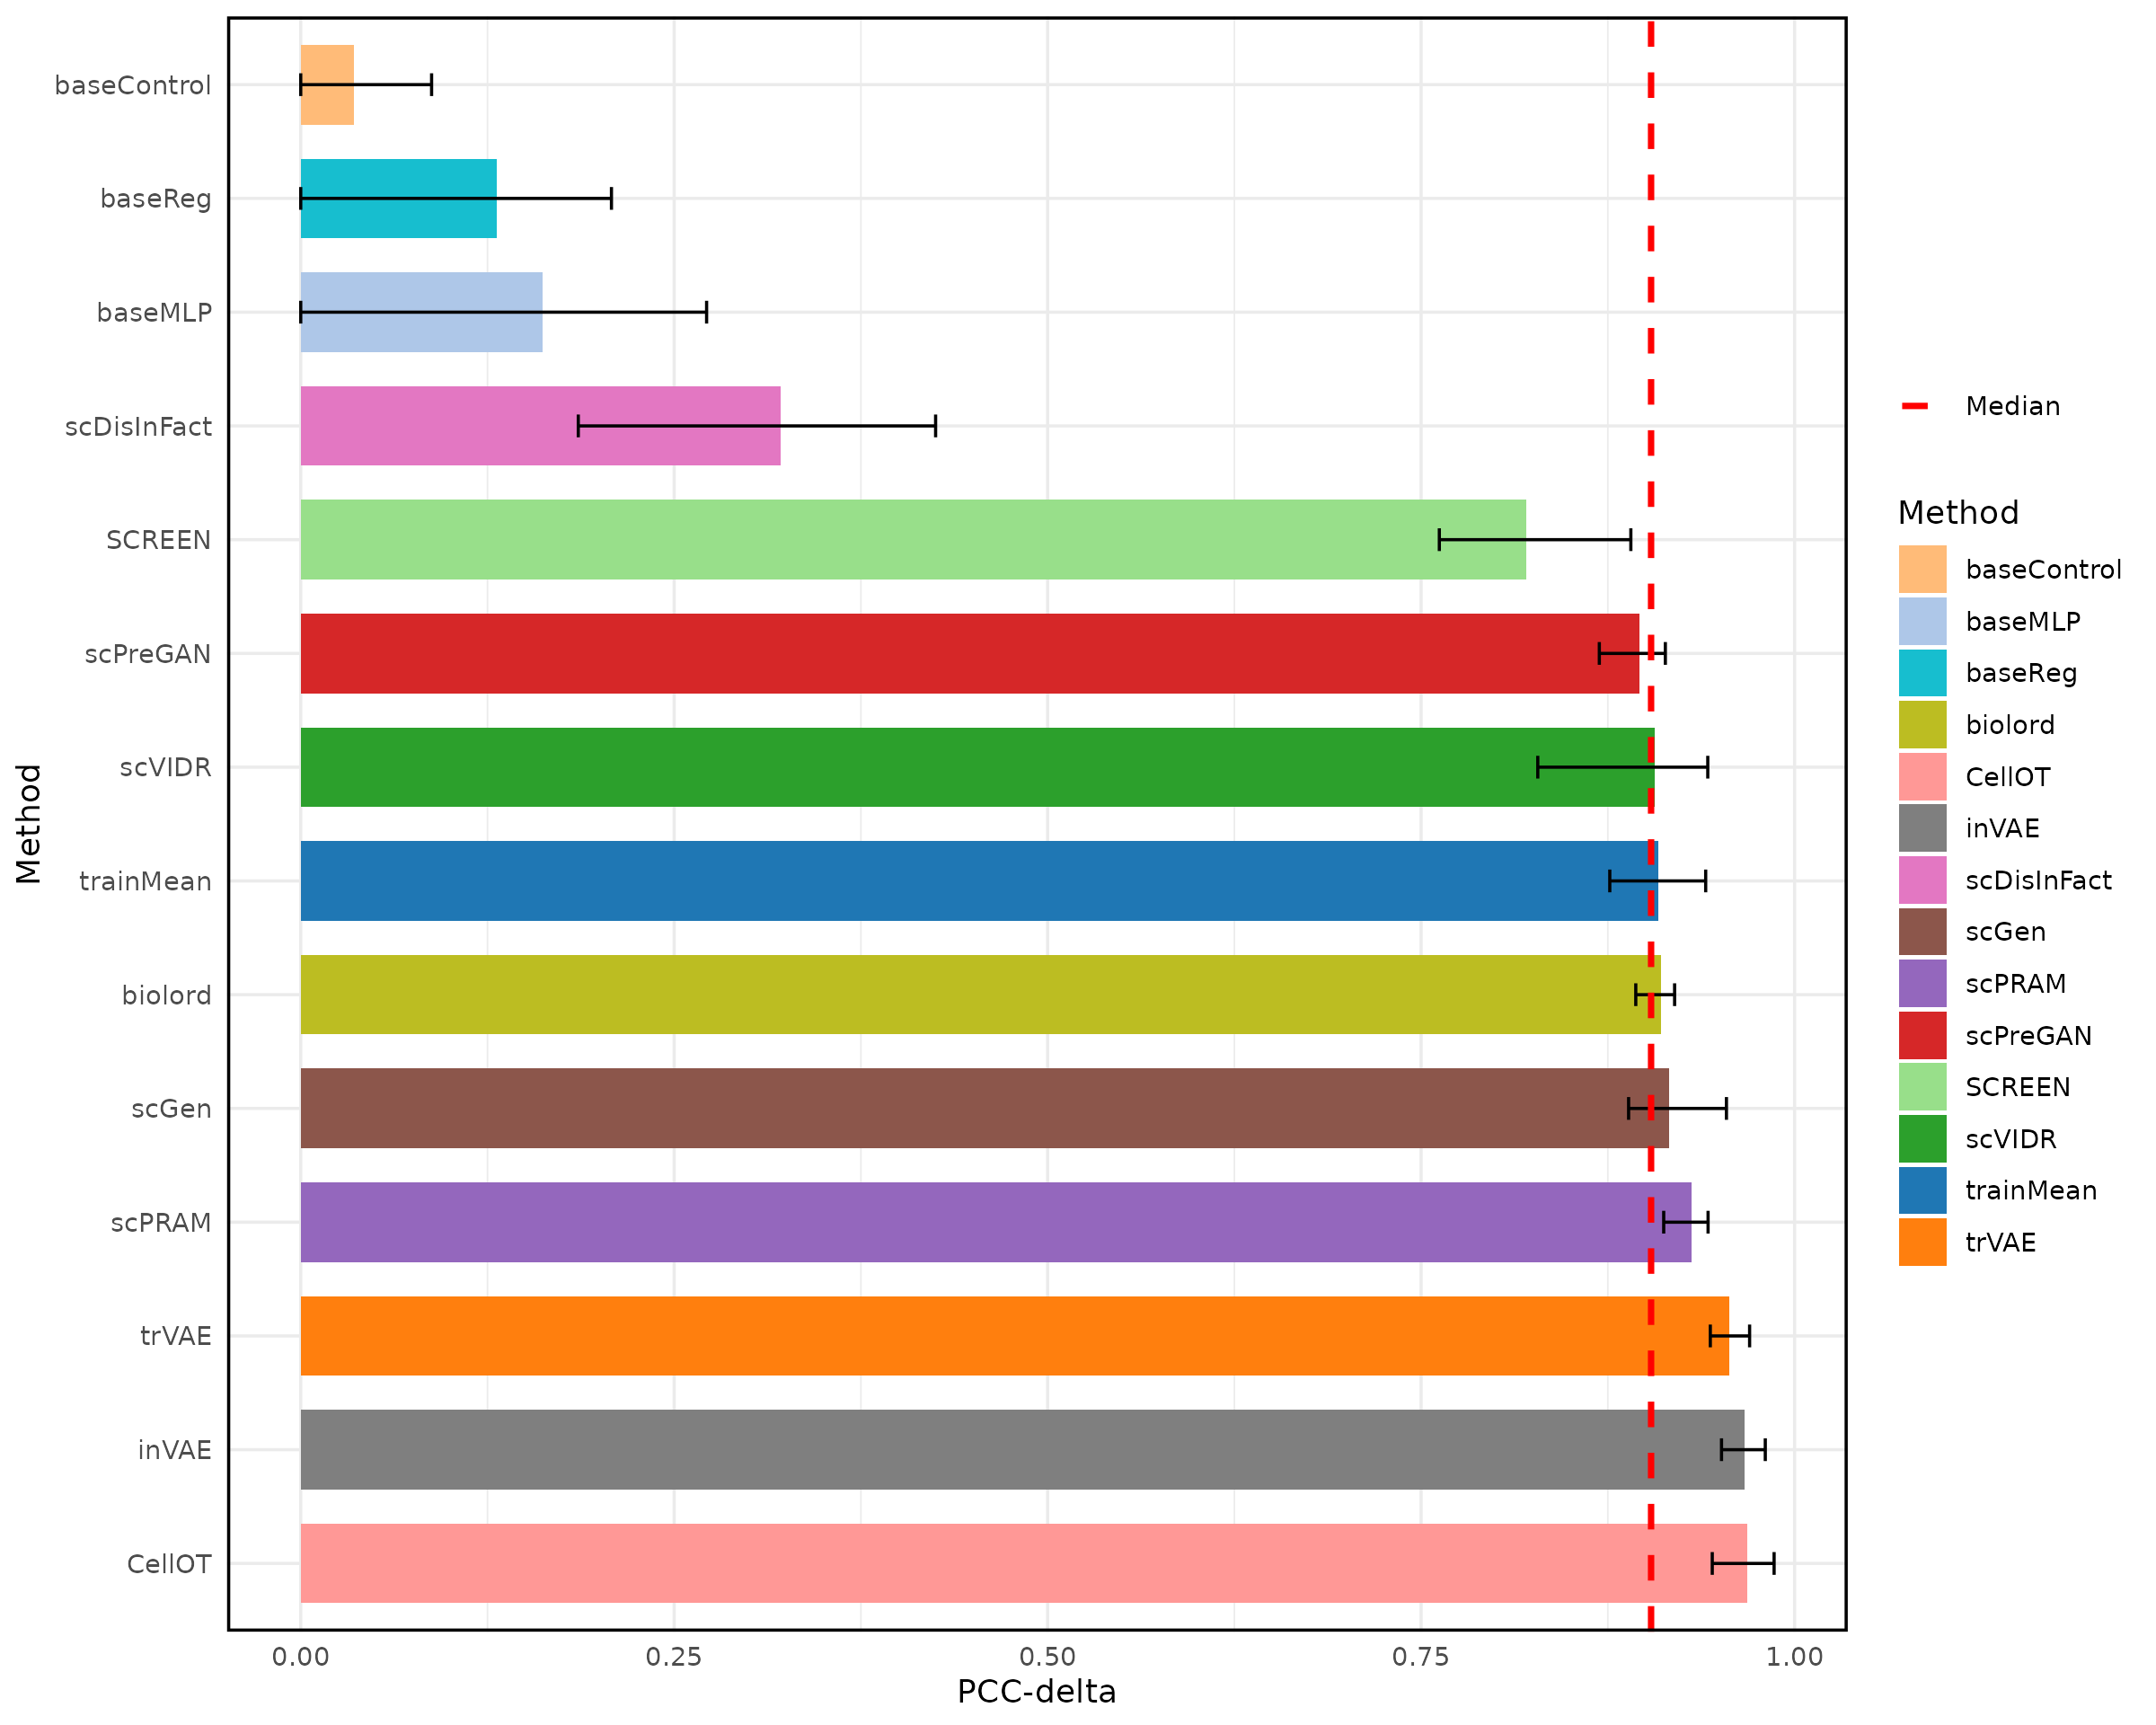 baseControl
baseReg
baseMLP
scDisInFact
SCREEN
scPreGAN
scVIDR
trainMean
biolord
scGen
scPRAM
trVAE
inVAE
CellOT
Method
0.00 0.25 0.50 0.75 1.00
PCC-delta
Median
Method
baseControl
baseMLP
baseReg
biolord
CellOT
inVAE
scDisInFact
scGen
scPRAM
scPreGAN
SCREEN
scVIDR
trainMean
trVAE